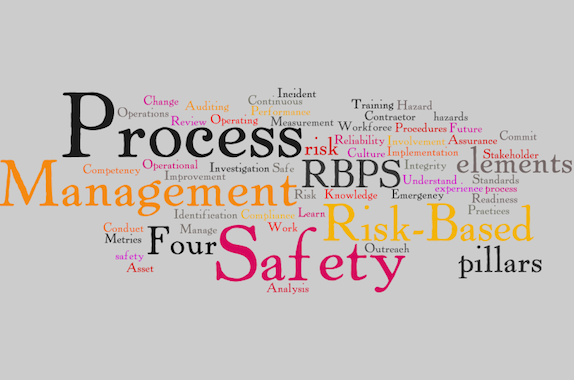 Incident
Change Auditing Continuous Training Hazard
Operations Performance Contractor hazards
Review Operating Measurement Workforce Procedures Future
Process risk Reliability Involvement Assurance Commit
Culture Implementation Stakeholder
Competency Operational Investigation Safe RBPS Integrity elements
Management Improvement Understand . Standards
Risk Knowledge Emergency experience process
Readiness
Identification Compliance Learn Practices
Conduct Manage Work Risk-Based
Metrics Four Safety Outreach
safety pillars
Asset
Analysis